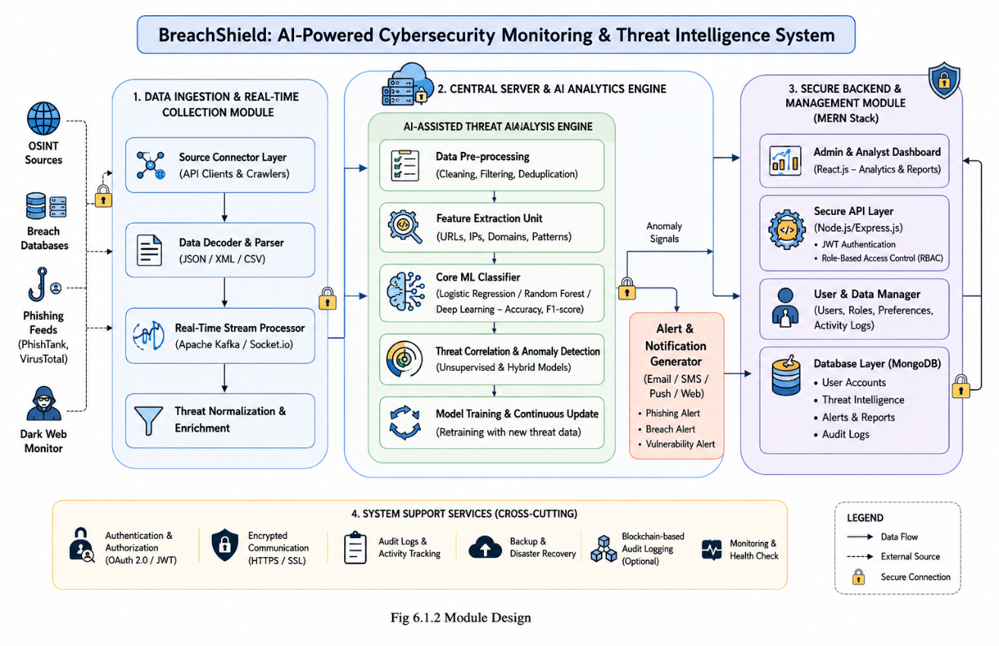 BreachShield: AI-Powered Cybersecurity Monitoring & Threat Intelligence System
OSINT
Sources
Breach
Databases
Phishing
Feeds
(PhishTank,
VirusTotal)
Dark Web
Monitor
1. DATA INGESTION & REAL-TIME
COLLECTION MODULE
Source Connector Layer
(API Clients & Crawlers)
Data Decoder & Parser
(JSON / XML / CSV)
Real-Time Stream Processor
(Apache Kafka / Socket.io)
Threat Normalization &
Enrichment
2. CENTRAL SERVER & AI ANALYTICS ENGINE
AI-ASSISTED THREAT ENGINE
Data Pre-processing
(Cleaning, Filtering, Deduplication)
</>
Feature Extraction Unit
(URLs, IPs, Domains, Patterns)
Core ML Classifier
(Logistic Regression / Random Forest /
Deep Learning – Accuracy, F1-score)
Threat Correlation & Anomaly Detection
(Unsupervised & Hybrid Models)
Model Training & Continuous Update
(Retraining with new threat data)
Anomaly
Signals
Alert &
Notification
Generator
(Email / SMS /
Push / Web)
• Phishing Alert
• Breach Alert
• Vulnerability Alert
3. SECURE BACKEND &
MANAGEMENT MODULE
(MERN Stack)
Admin & Analyst Dashboard
(React.js – Analytics & Reports)
</>
Secure API Layer
(Node.js/Express.js)
• JWT Authentication
• Role-Based Access Control (RBAC)
User & Data Manager
(Users, Roles, Preferences,
Activity Logs)
Database Layer (MongoDB)
• User Accounts
• Threat Intelligence
• Alerts & Reports
• Audit Logs
4. SYSTEM SUPPORT SERVICES (CROSS-CUTTING)
Authentication &
Authorization
(OAuth 2.0 / JWT)
Encrypted
Communication
(HTTPS / SSL)
Audit Logs &
Activity Tracking
Backup &
Disaster Recovery
Blockchain-based
Audit Logging
(Optional)
Monitoring &
Health Check
LEGEND
Data Flow
External Source
Secure Connection
Fig 6.1.2 Module Design